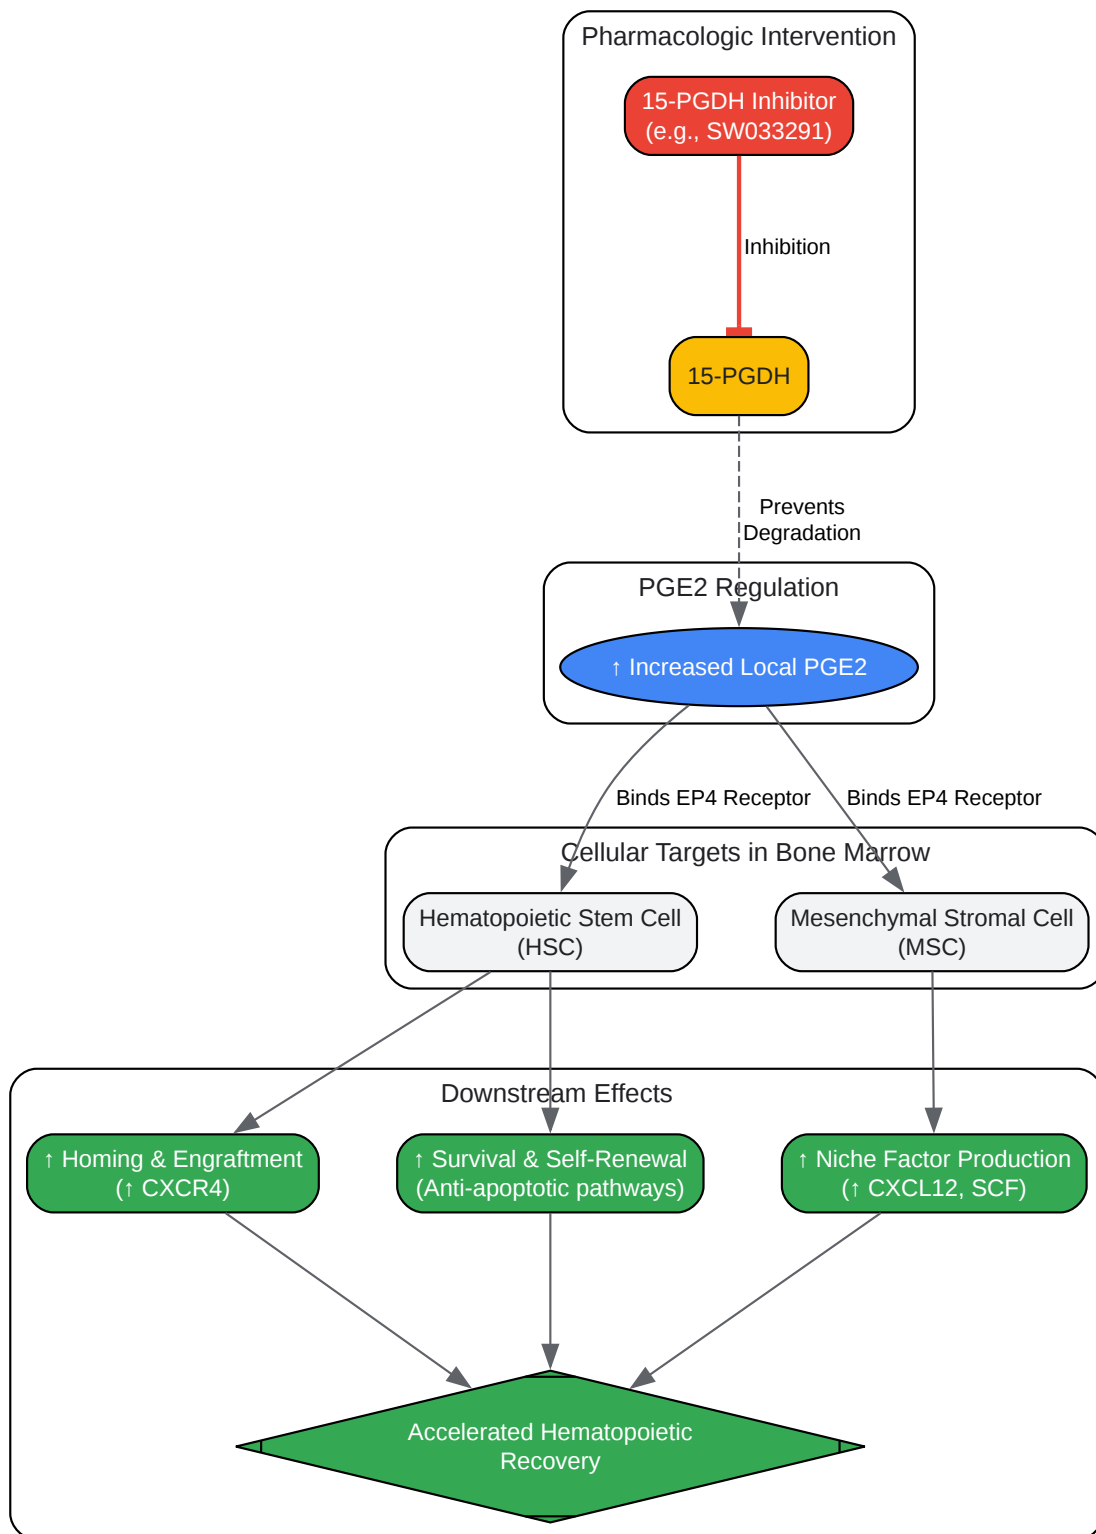 Pharmacologic Intervention
15-PGDH Inhibitor
(e.g., SW033291)
Inhibition
15-PGDH
Prevents
Degradation
PGE2 Regulation
↑ Increased Local PGE2
Binds EP4 Receptor
Binds EP4 Receptor
Cellular Targets in Bone Marrow
Hematopoietic Stem Cell
(HSC)
Mesenchymal Stromal Cell
(MSC)
Downstream Effects
↑ Homing & Engraftment
(↑ CXCR4)
↑ Survival & Self-Renewal
(Anti-apoptotic pathways)
↑ Niche Factor Production
(↑ CXCL12, SCF)
Accelerated Hematopoietic
Recovery